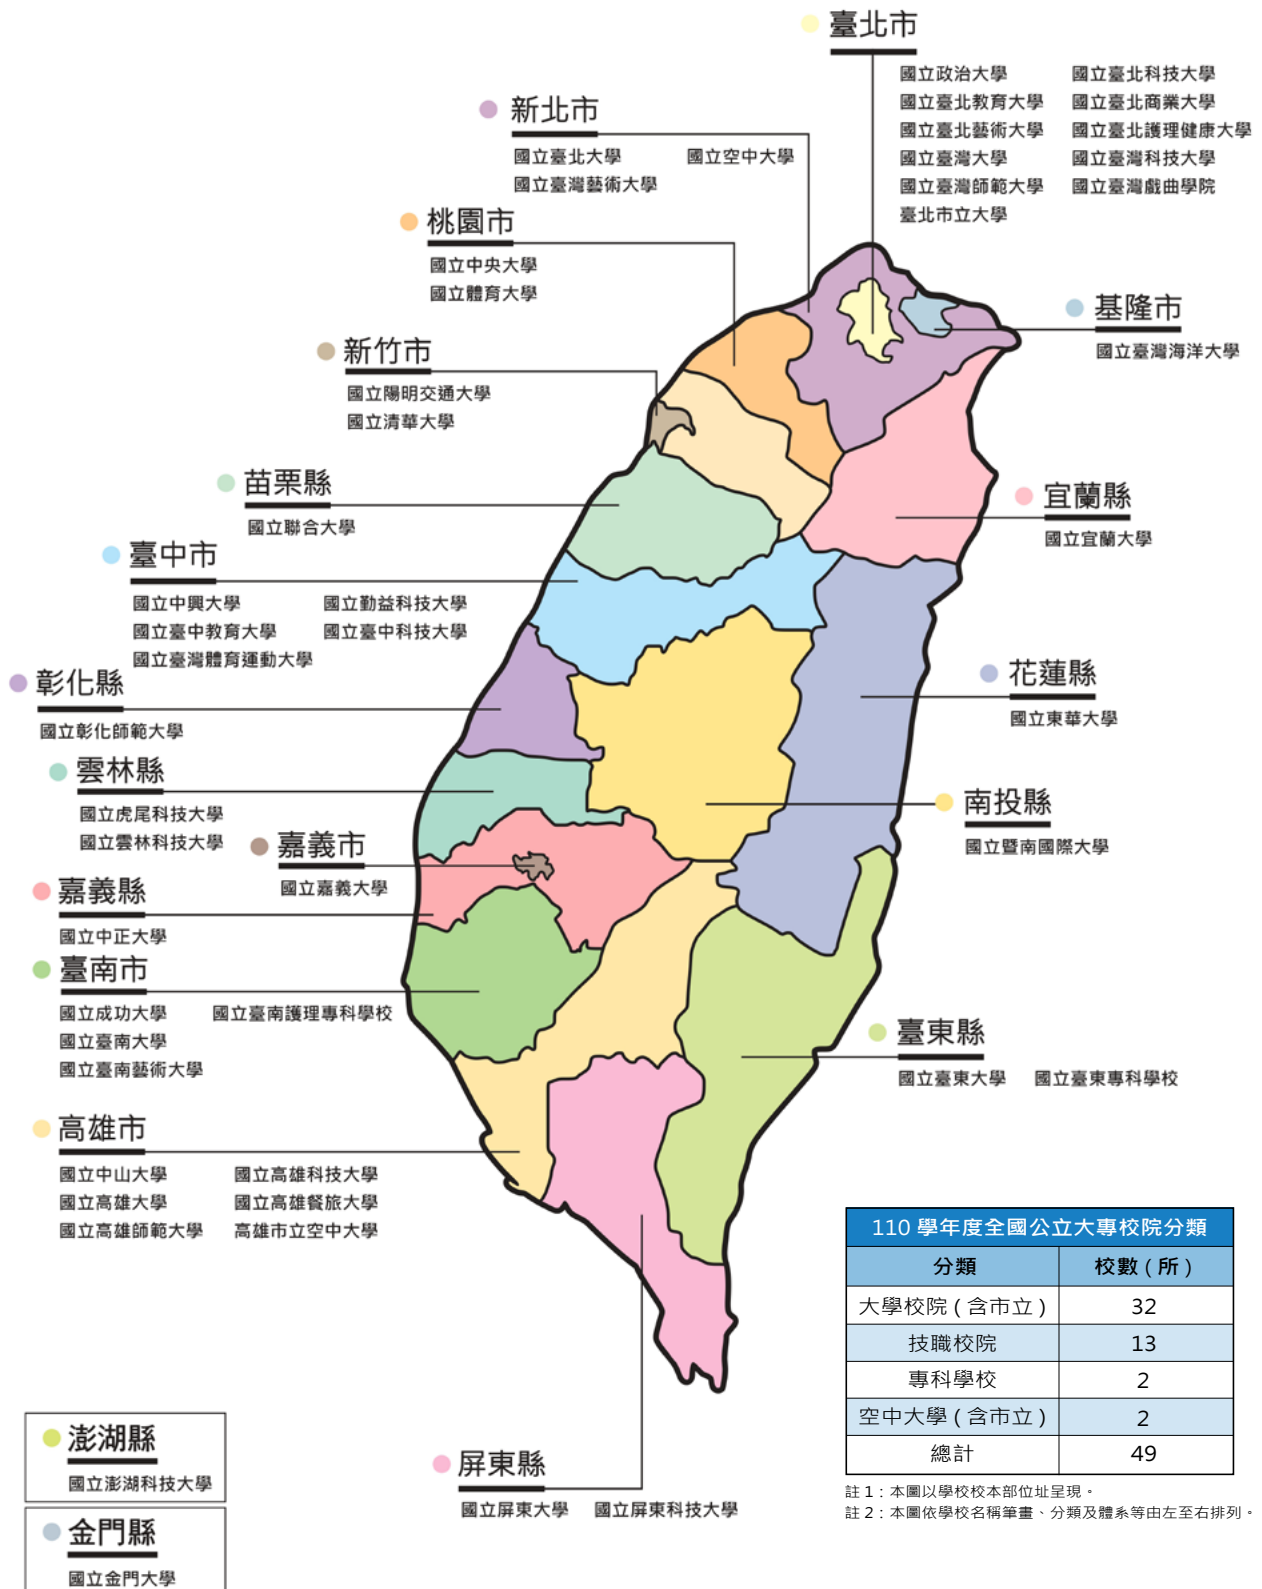 臺北市
國立政治大學 國立臺北科技大學
國立臺北教育大學 國立臺北商業大學
國立臺北藝術大學 國立臺北護理健康大學
國立臺灣大學 國立臺灣科技大學
國立臺灣師範大學 國立臺灣戲曲學院
臺北市立大學
新北市
國立臺北大學 國立空中大學
國立臺灣藝術大學
桃園市
國立中央大學
國立體育大學
基隆市
國立臺灣海洋大學
新竹市
國立陽明交通大學
國立清華大學
苗栗縣
國立聯合大學
宜蘭縣
國立宜蘭大學
臺中市
國立中興大學 國立勤益科技大學
國立臺中教育大學 國立臺中科技大學
國立臺灣體育運動大學
彰化縣
國立彰化師範大學
花蓮縣
國立東華大學
雲林縣
國立虎尾科技大學
國立雲林科技大學
南投縣
國立暨南國際大學
嘉義市
國立嘉義大學
嘉義縣
國立中正大學
臺南市
國立成功大學 國立臺南護理專科學校
國立臺南大學
國立臺南藝術大學
臺東縣
國立臺東大學 國立臺東專科學校
高雄市
國立中山大學 國立高雄科技大學
國立高雄大學 國立高雄餐旅大學
國立高雄師範大學 高雄市立空中大學
110 學年度全國公立大專校院分類
分類 校數 ( 所 )
大學校院 ( 含市立 ) 32
技職校院 13
專科學校 2
空中大學 ( 含市立 ) 2
總計 49
註 1：本圖以學校校本部位址呈現。
註 2：本圖依學校名稱筆畫、分類及體系等由左至右排列。
澎湖縣
國立澎湖科技大學
屏東縣
國立屏東大學 國立屏東科技大學
金門縣
國立金門大學